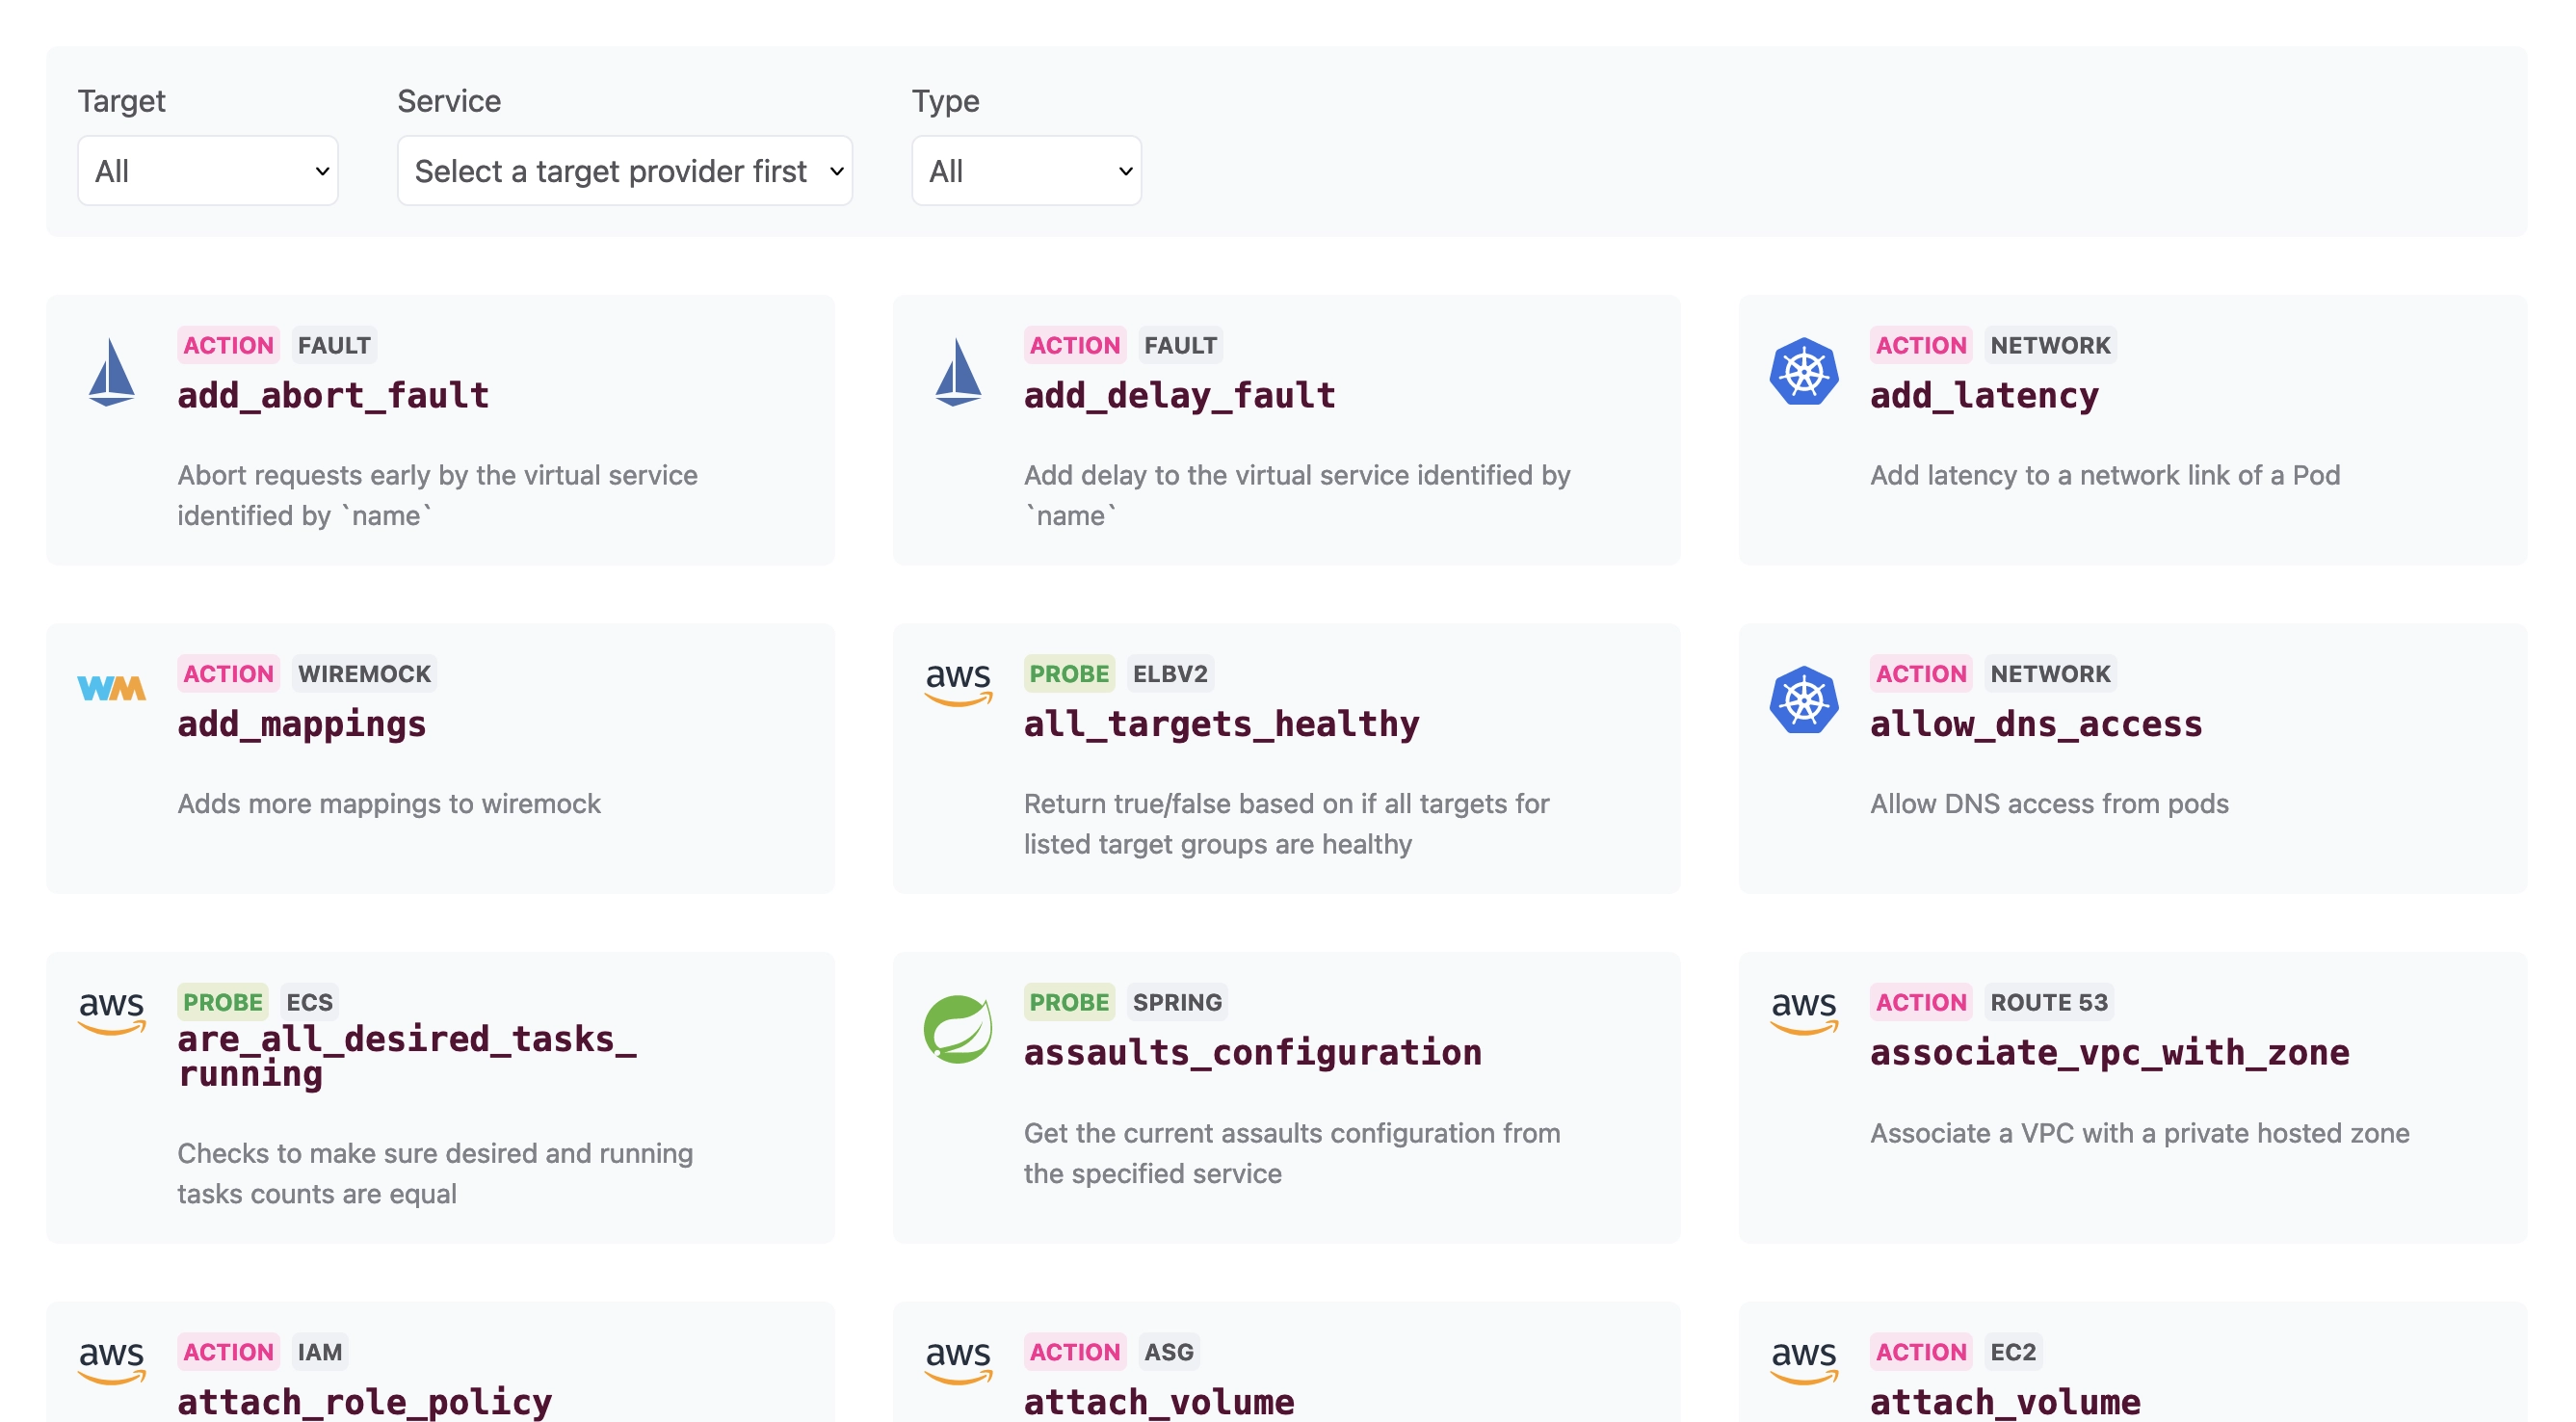 Target
Service
Type
All
Select a target provider first
All
ACTION FAULT
add_abort_fault
Abort requests early by the virtual service
identified by `name`
ACTION FAULT
add_delay_fault
Add delay to the virtual service identified by
`name`
ACTION NETWORK
add_latency
Add latency to a network link of a Pod
WM
ACTION WIREMOCK
add_mappings
Adds more mappings to wiremock
aws
PROBE ELBV2
all_targets_healthy
Return true/false based on if all targets for
listed target groups are healthy
ACTION NETWORK
allow_dns_access
Allow DNS access from pods
aws
PROBE ECS
are_all_desired_tasks_
running
Checks to make sure desired and running
tasks counts are equal
PROBE SPRING
assaults_configuration
Get the current assaults configuration from
the specified service
aws
ACTION ROUTE 53
associate_vpc_with_zone
Associate a VPC with a private hosted zone
aws
ACTION IAM
attach_role_policy
aws
ACTION ASG
attach_volume
aws
ACTION EC2
attach_volume